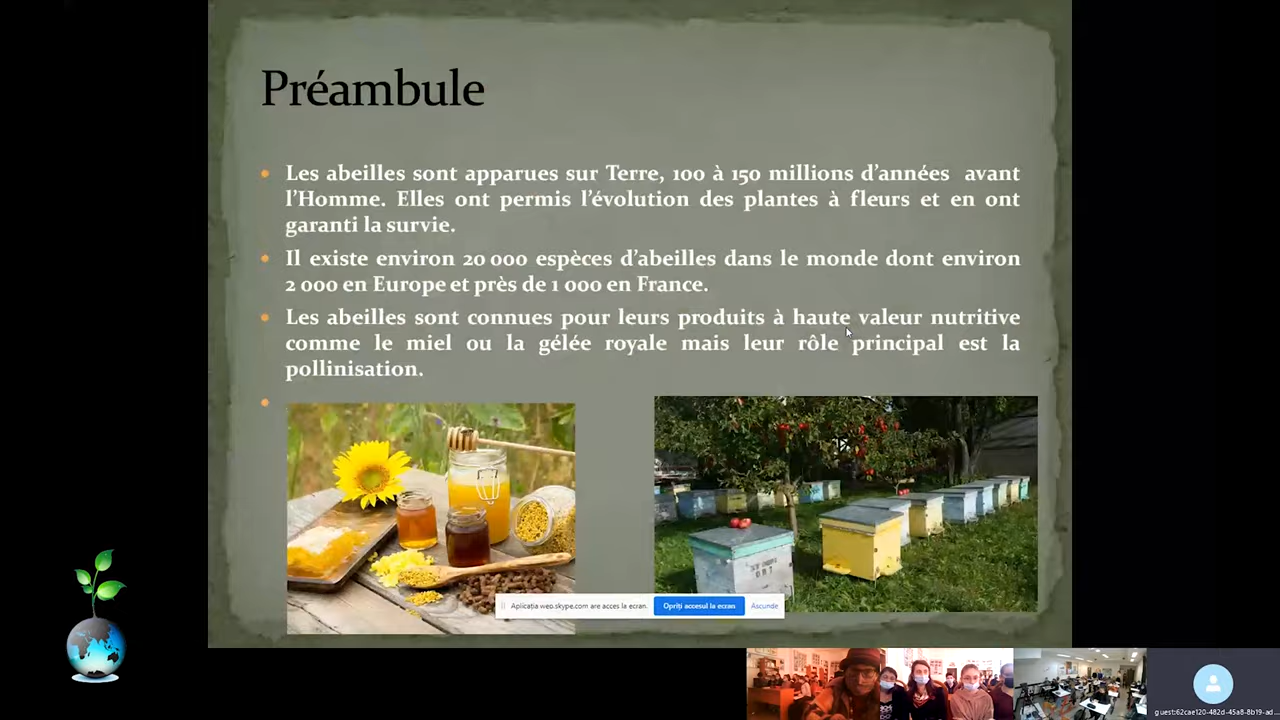 Préambule
Les abeilles sont apparues sur Terre, 100 à 150 millions d’années avant
l’Homme. Elles ont permis l’évolution des plantes à fleurs et en ont
garanti la survie.
Il existe environ 20 000 espèces d’abeilles dans le monde dont environ
2 000 en Europe et près de 1 000 en France.
Les abeilles sont connues pour leurs produits à haute valeur nutritive
comme le miel ou la gélée royale mais leur rôle principal est la
pollinisation.
Aplicația web.skype.com are acces la ecran.
Opriți accesul la ecran
Ascunde
guest:62cae120-482d-45a8-8b19-ad...